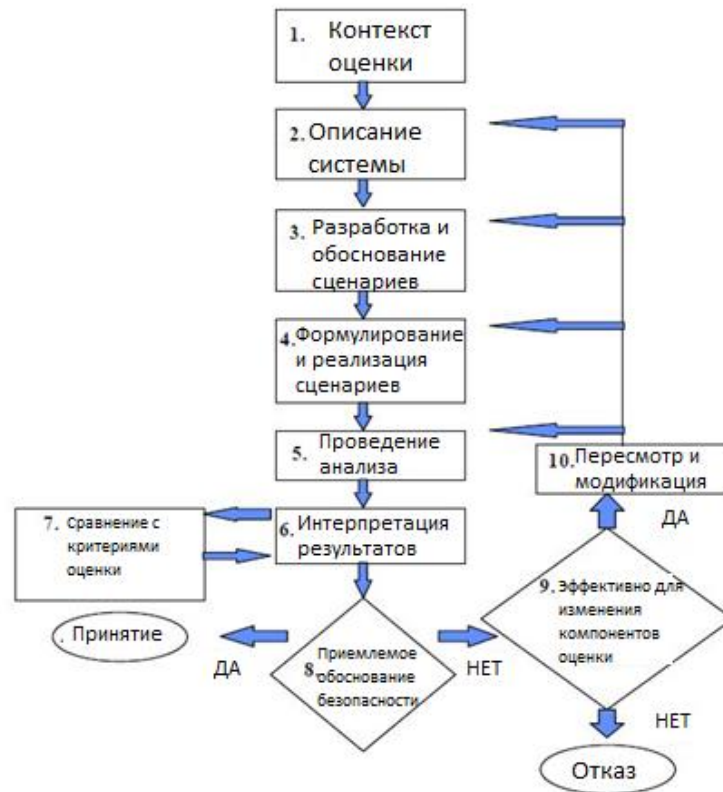 1. Контекст
оценки
2. Описание
системы
3. Разработка и
обоснование
сценариев
4. Формулирование
и реализация
сценариев
5. Проведение
анализа
10. Пересмотр и
модификация
7. Сравнение с
критериями
оценки
6. Интерпретация
результатов
ДА
9. Эффективно для
изменения
компонентов
оценки
. Принятие
ДА
8 Приемлемое
обоснование
безопасности
НЕТ
НЕТ
Отказ